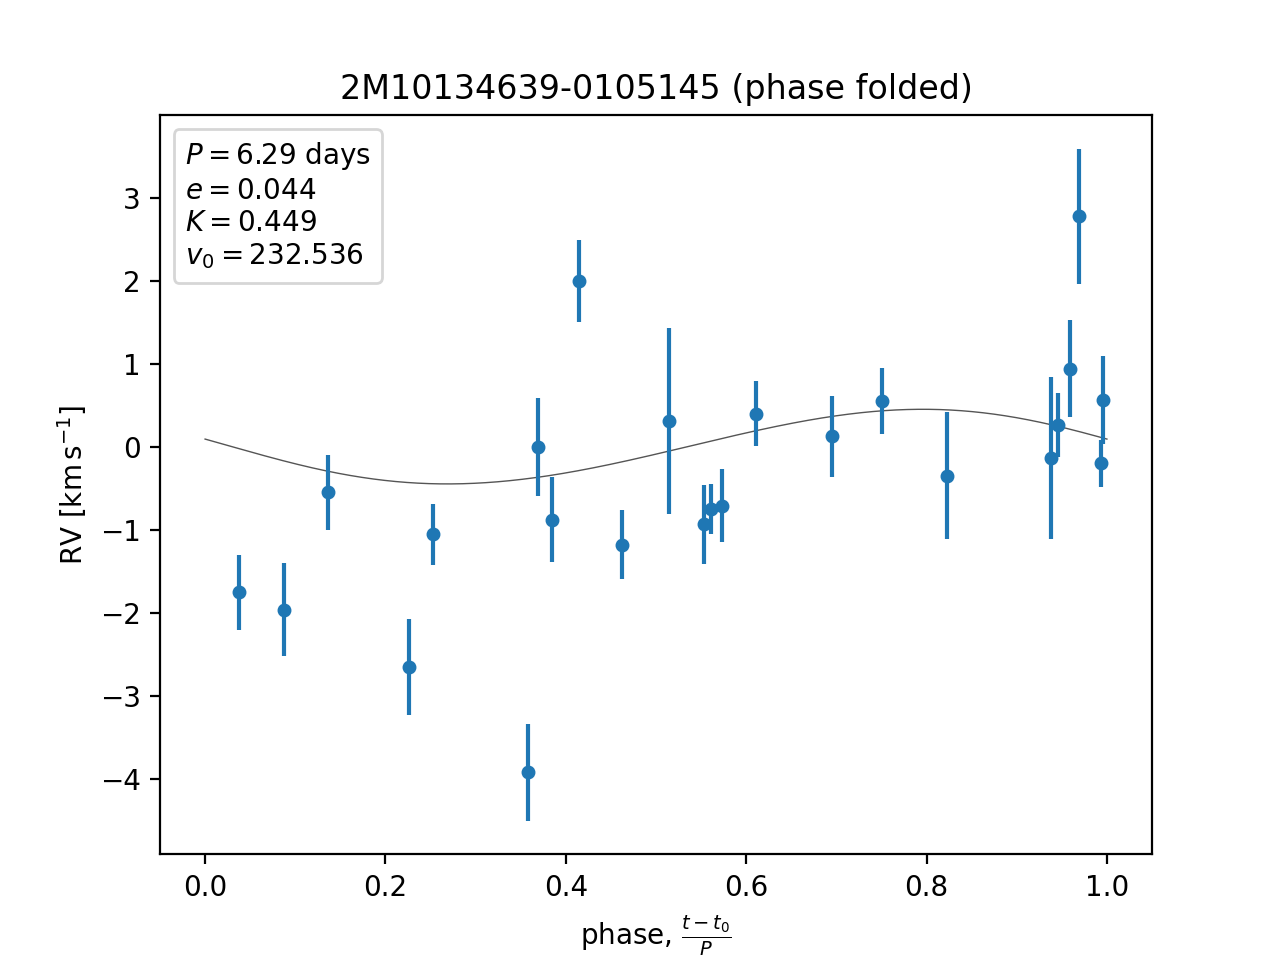 2M10134639-0105145 (phase folded)
P = 6.29 days
e = 0.044
K = 0.449
v₀ = 232.536
3
2
1
0
−1
−2
−3
−4
RV [km s⁻¹]
0.0 0.2 0.4 0.6 0.8 1.0
phase, (t − t₀)/P